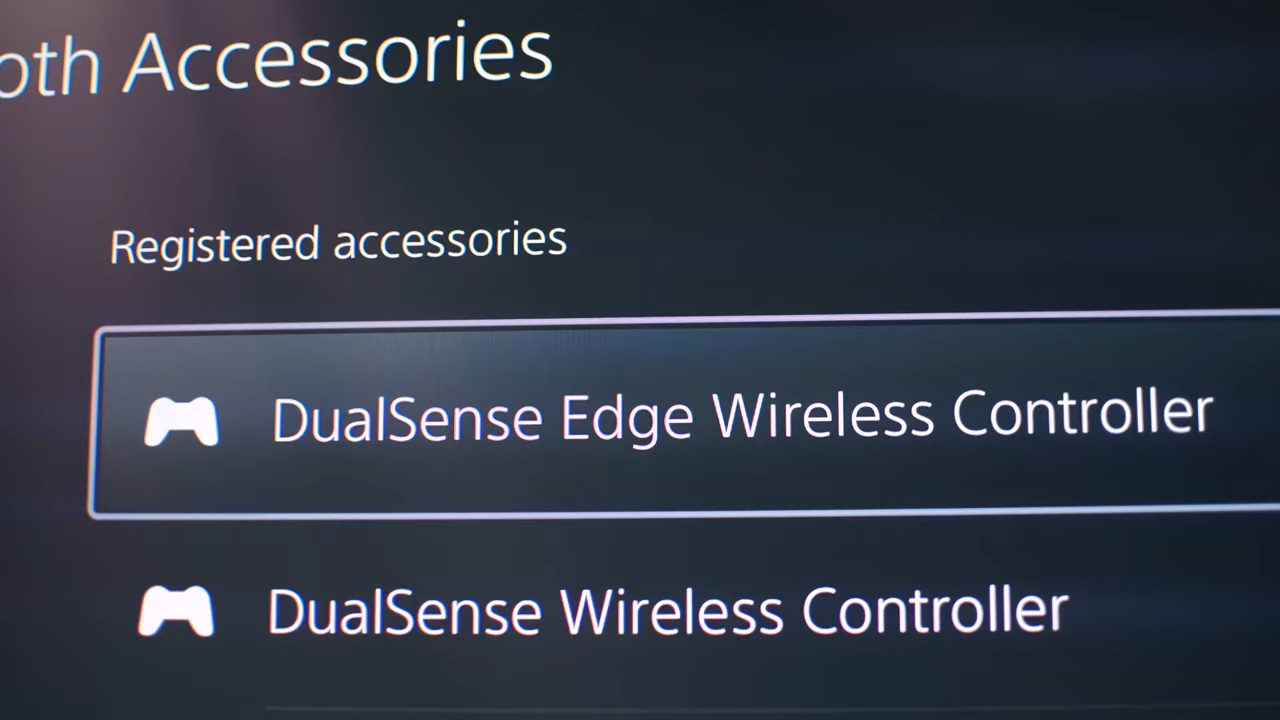 oth Accessories
Registered accessories
DualSense Edge Wireless Controller
DualSense Wireless Controller